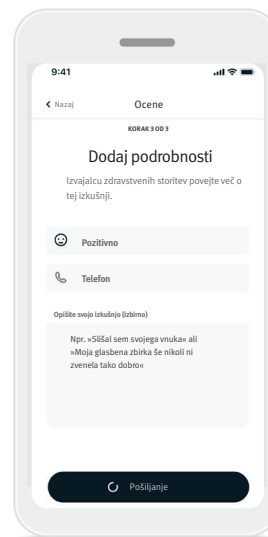 9:41
Nazaj
Ocene
KORAK 3 OD 3
Dodaj podrobnosti
Izvajalcu zdravstvenih storitev povejte več o
tej izkušnji.
Pozitivno
Telefon
Opišite svojo izkušnjo (izbirno)
Npr. »Slišal sem svojega vnuka« ali
»Moja glasbena zbirka še nikoli ni
zvenela tako dobro«
Pošiljanje